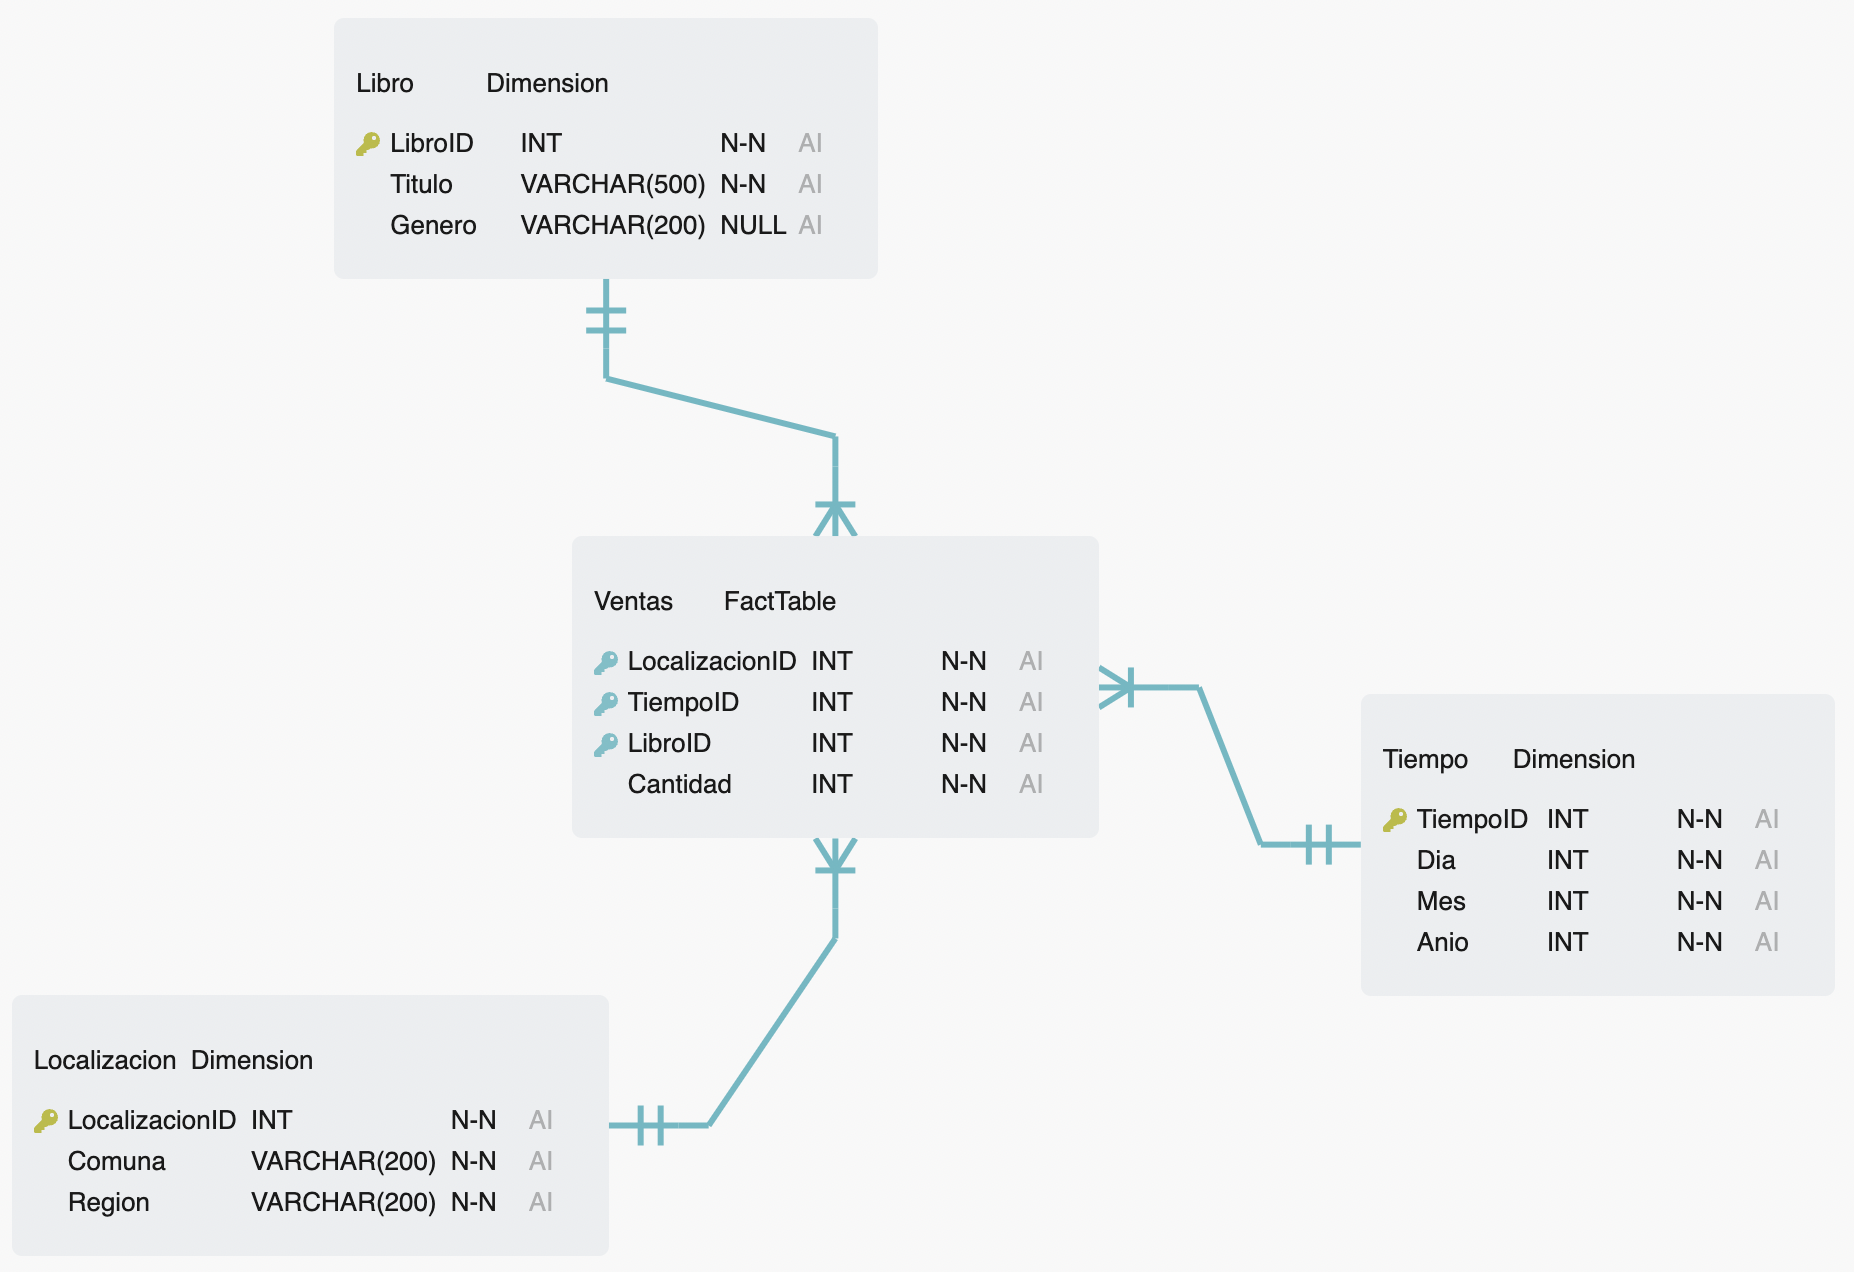 Libro Dimension
LibroID INT N-N AI
Titulo VARCHAR(500) N-N AI
Genero VARCHAR(200) NULL AI
Ventas FactTable
LocalizacionID INT N-N AI
TiempoID INT N-N AI
LibroID INT N-N AI
Cantidad INT N-N AI
Tiempo Dimension
TiempoID INT N-N AI
Dia INT N-N AI
Mes INT N-N AI
Anio INT N-N AI
Localizacion Dimension
LocalizacionID INT N-N AI
Comuna VARCHAR(200) N-N AI
Region VARCHAR(200) N-N AI